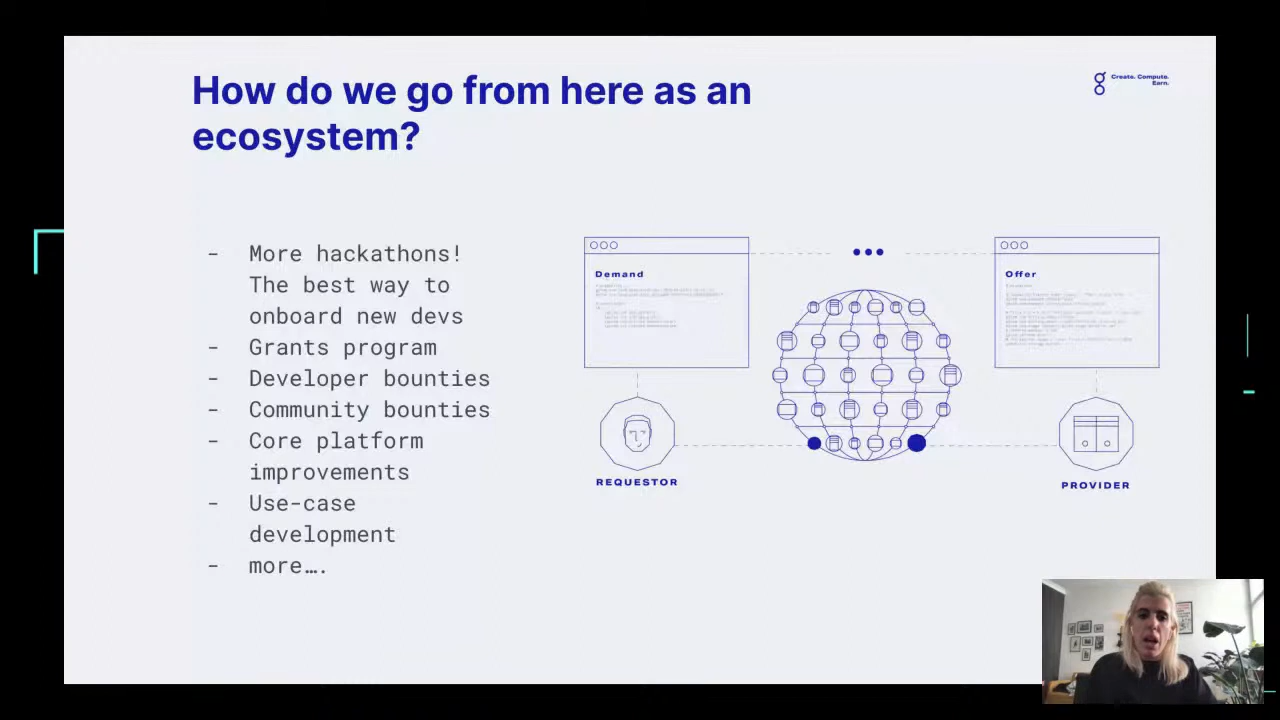 How do we go from here as an
ecosystem?
Create. Compute.
Earn.
- More hackathons!
The best way to
onboard new devs
- Grants program
- Developer bounties
- Community bounties
- Core platform
improvements
- Use-case
development
- more….
Demand
Offer
REQUESTOR
PROVIDER